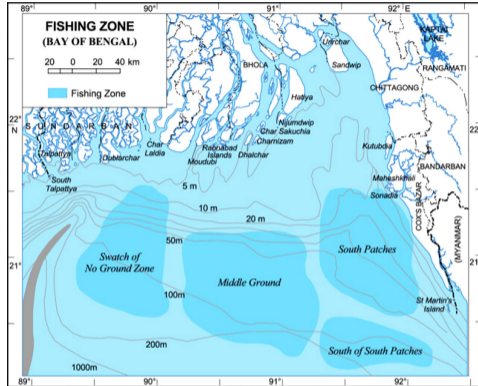 89°
90°
91°
92°E
FISHING ZONE
(BAY OF BENGAL)
20 0 40 km
Fishing Zone
Urirchar
Sandwip
KAPTAI
LAKE
RANGAMATI
BHOLA
CHITTAGONG
Hatiya
22°
N
22°
SUNDARBAN
Nijumdwip
Char Sakuchia
Charnizam
Char
Laldia
Rangabad
Islands
Dhalchar
Moudubi
Kutubdia
Talpattya
Dublarchar
BANDARBAN
Maheshkhali
South
Talpattya
Sonadia
COX'S BAZAR
(MYANMAR)
5 m
10 m
20 m
50m
South Patches
Swatch of
No Ground Zone
21°
21°
Middle Ground
100m
St Martin's
Island
200m
South of South Patches
1000m
89°
90°
91°
92°